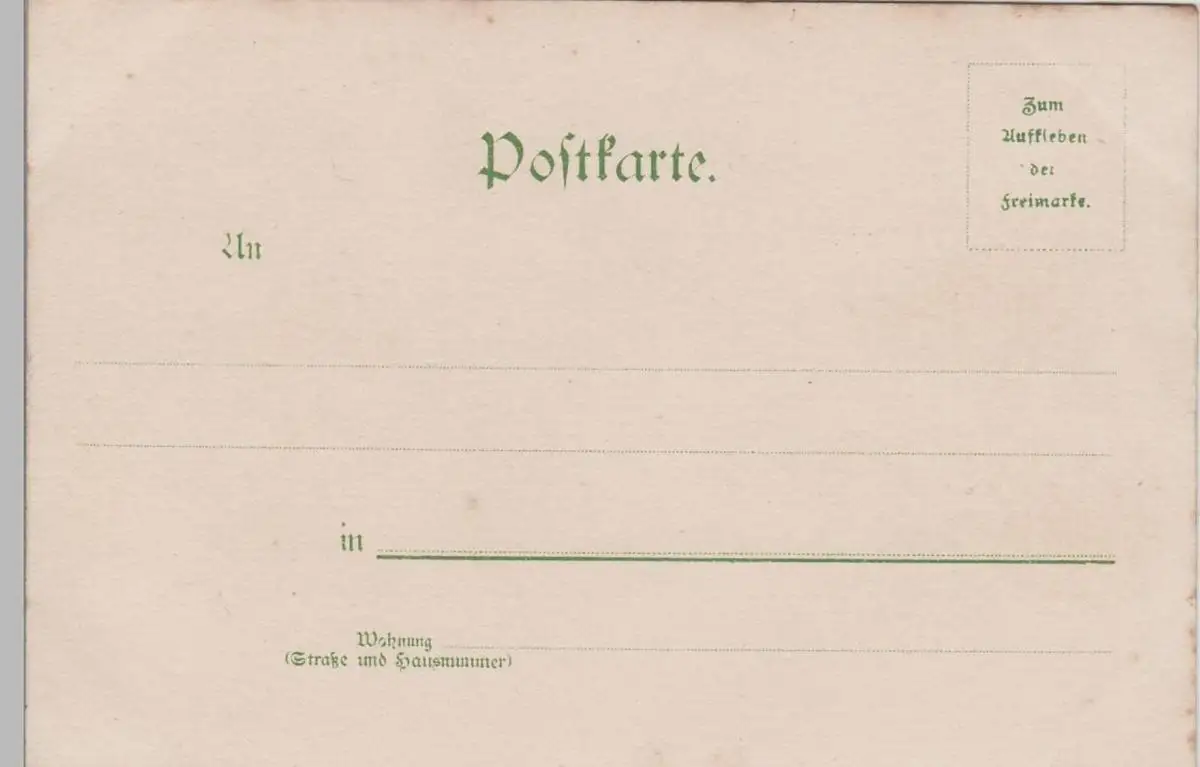 Postkarte.
Zum
Aufkleben
der
Freimarke.
An
in
Wohnung
(Straße und Hausnummer)